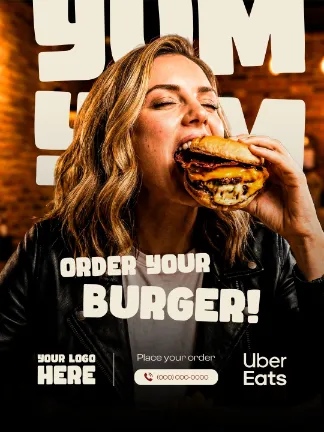 YUM
YUM
ORDER YOUR
BURGER!
YOUR LOGO
HERE
Place your order
(000) 000-0000
Uber
Eats